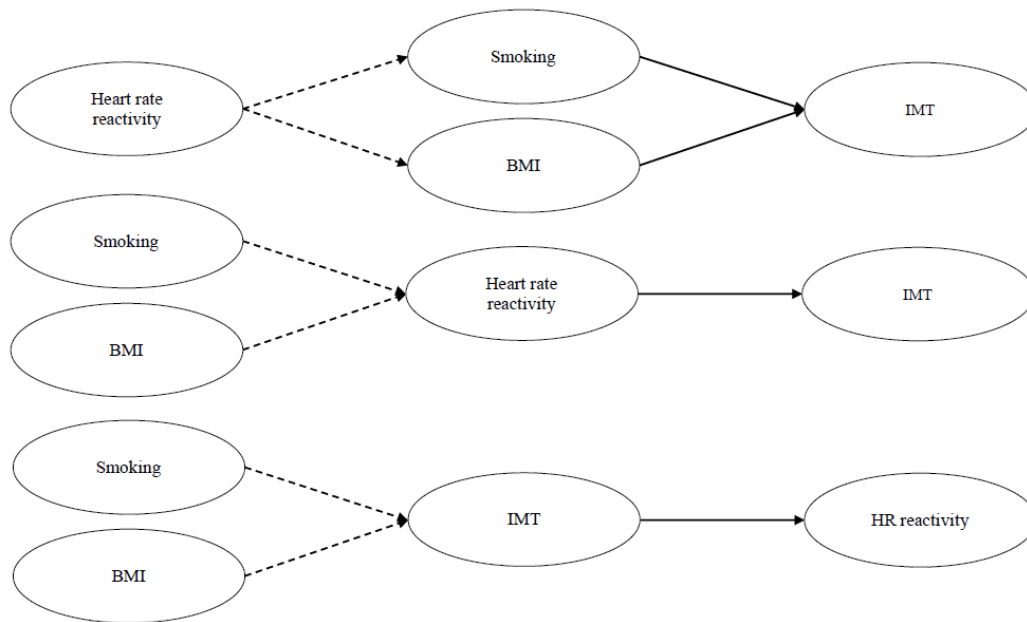 Smoking
Heart rate
reactivity
IMT
BMI
Smoking
Heart rate
reactivity
IMT
BMI
Smoking
IMT
HR reactivity
BMI